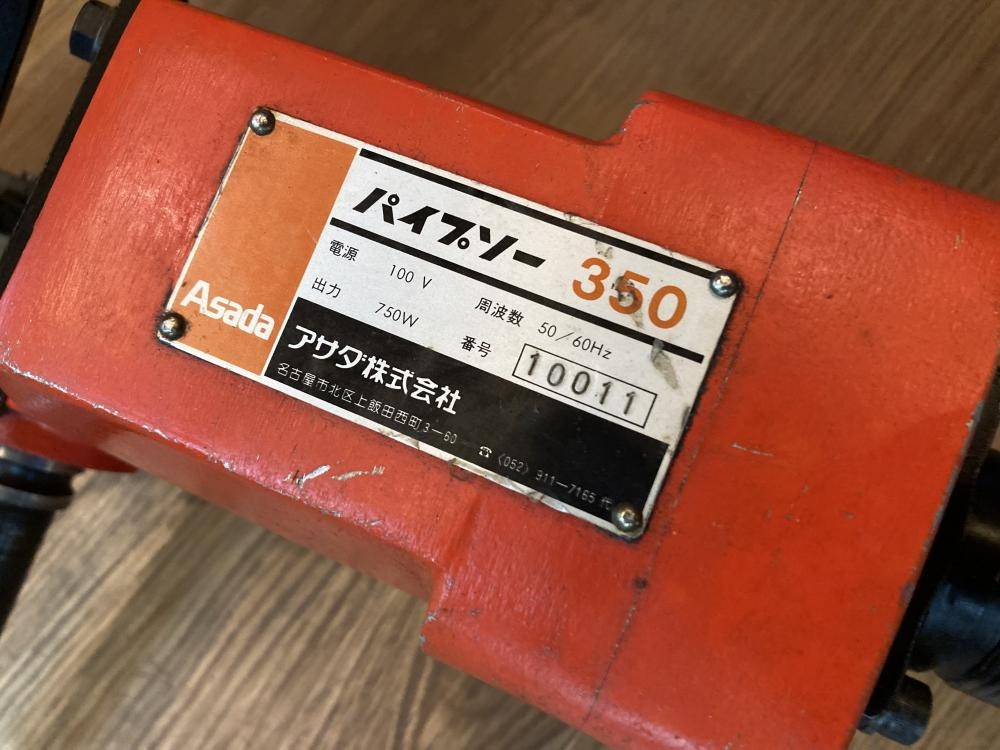 パイプソー 350
電源 100 V 周波数 50/60Hz
出力 750W 番号 10011
Asada
アサダ株式会社
名古屋市北区上飯田西町3-60 ☎〈052〉911-7165 代